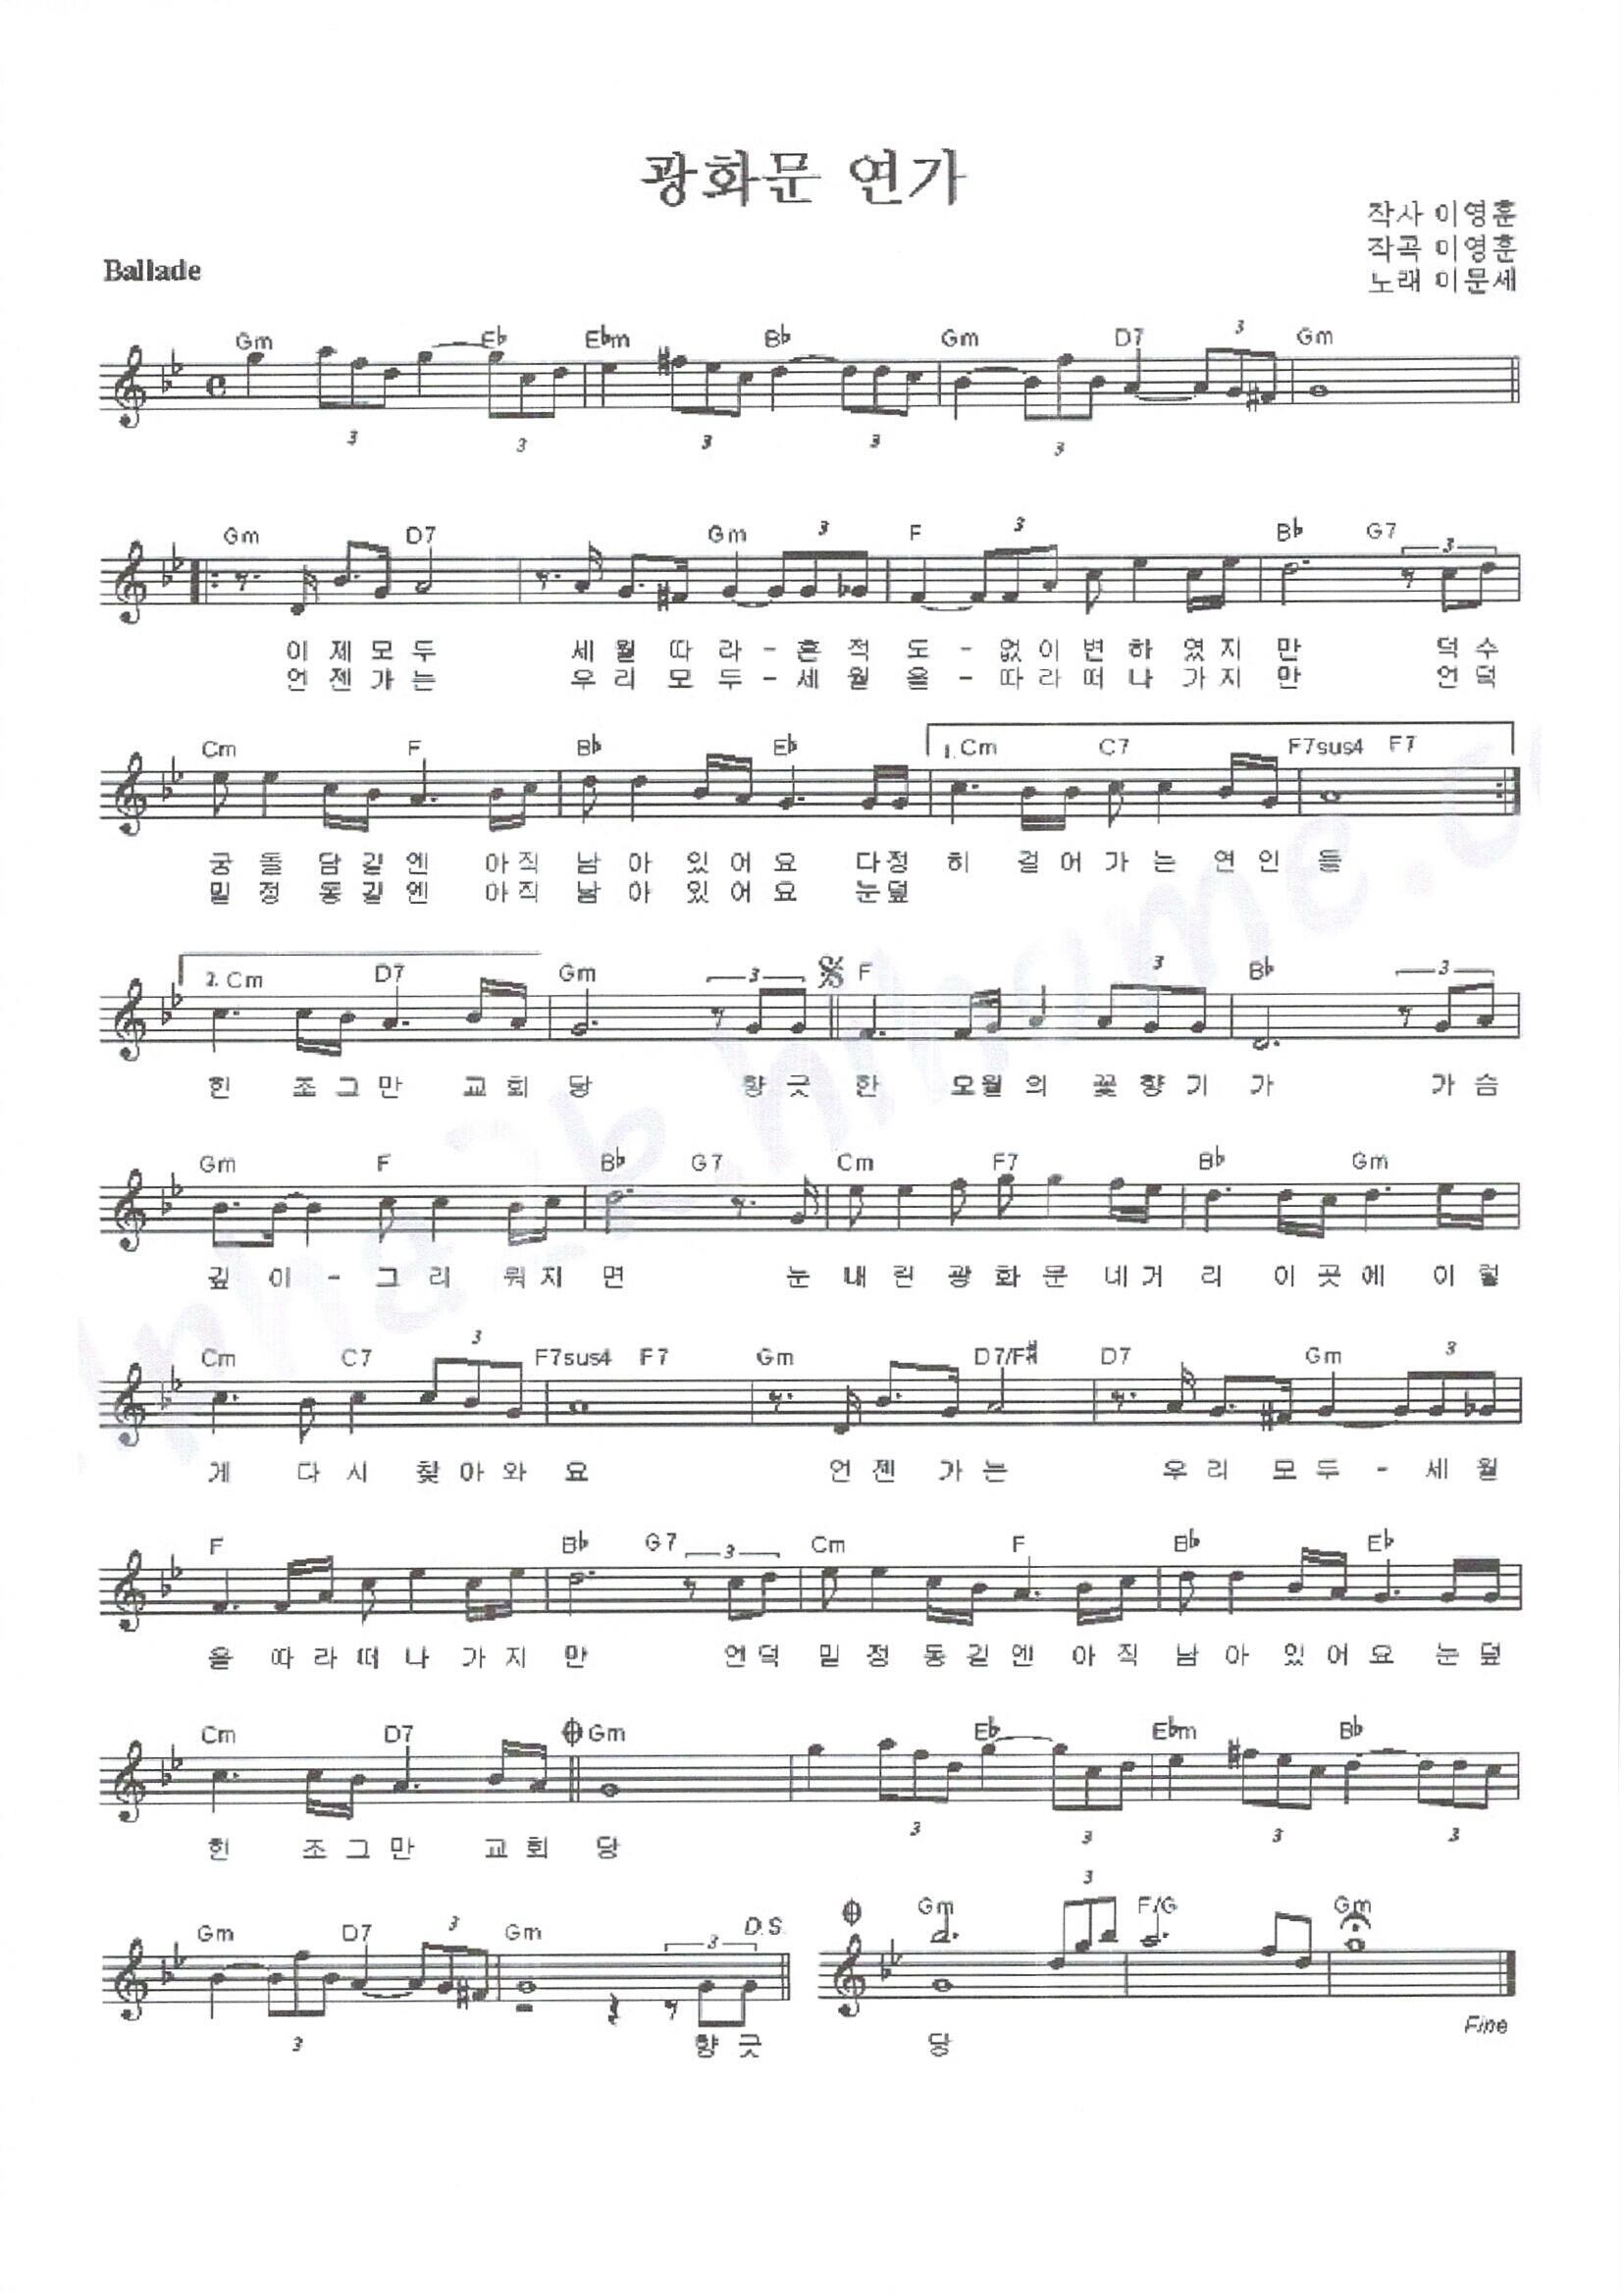 광화문 연가
작사 이영훈
작곡 이영훈
노래 이문세
Ballade
Gm Eb Ebm Bb Gm D7 3 Gm
3 3 3 3 3
Gm D7 Gm 3 F 3 Bb G7 3
이 제 모 두 세 월 따 라 - 흔 적 도 - 없 이 변 하 였 지 만 덕 수
언 젠 가 는 우 리 모 두 - 세 월 을 - 따 라 떠 나 가 지 만 언 덕
Cm F Bb Eb 1. Cm C7 F7sus4 F7
궁 돌 담 길 엔 아 직 남 아 있 어 요 다 정 히 걸 어 가 는 연 인 들
밑 정 동 길 엔 아 직 남 아 있 어 요 눈 덮
2. Cm D7 Gm 3 F 3 Bb 3
힌 조 그 만 교 회 당 향 긋 한 오 월 의 꽃 향 기 가 가 슴
Gm F Bb G7 Cm F7 Bb Gm
깊 이 - 그 리 워 지 면 눈 내 린 광 화 문 네 거 리 이 곳 에 이 렇
Cm C7 3 F7sus4 F7 Gm D7/F# D7 Gm 3
게 다 시 찾 아 와 요 언 젠 가 는 우 리 모 두 - 세 월
F Bb G7 3 Cm F Bb Eb
을 따 라 떠 나 가 지 만 언 덕 밑 정 동 길 엔 아 직 남 아 있 어 요 눈 덮
Cm D7 Gm Eb Ebm Bb
3 3 3 3
힌 조 그 만 교 회 당
Gm D7 3 Gm 3 D.S. Gm 3 F/G Gm
3
Fine
향 긋 당